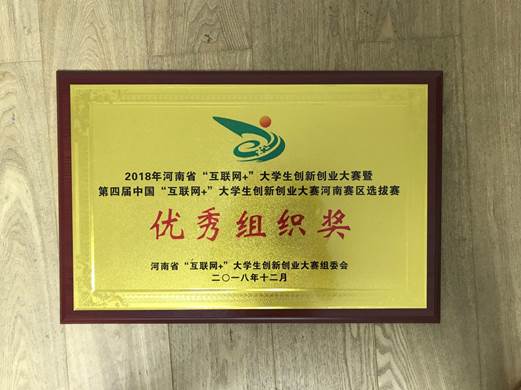 2018年河南省“互联网+”大学生创新创业大赛暨
第四届中国“互联网+”大学生创新创业大赛河南赛区选拔赛
优秀组织奖
河南省“互联网+”大学生创新创业大赛组委会
二〇一八年十二月